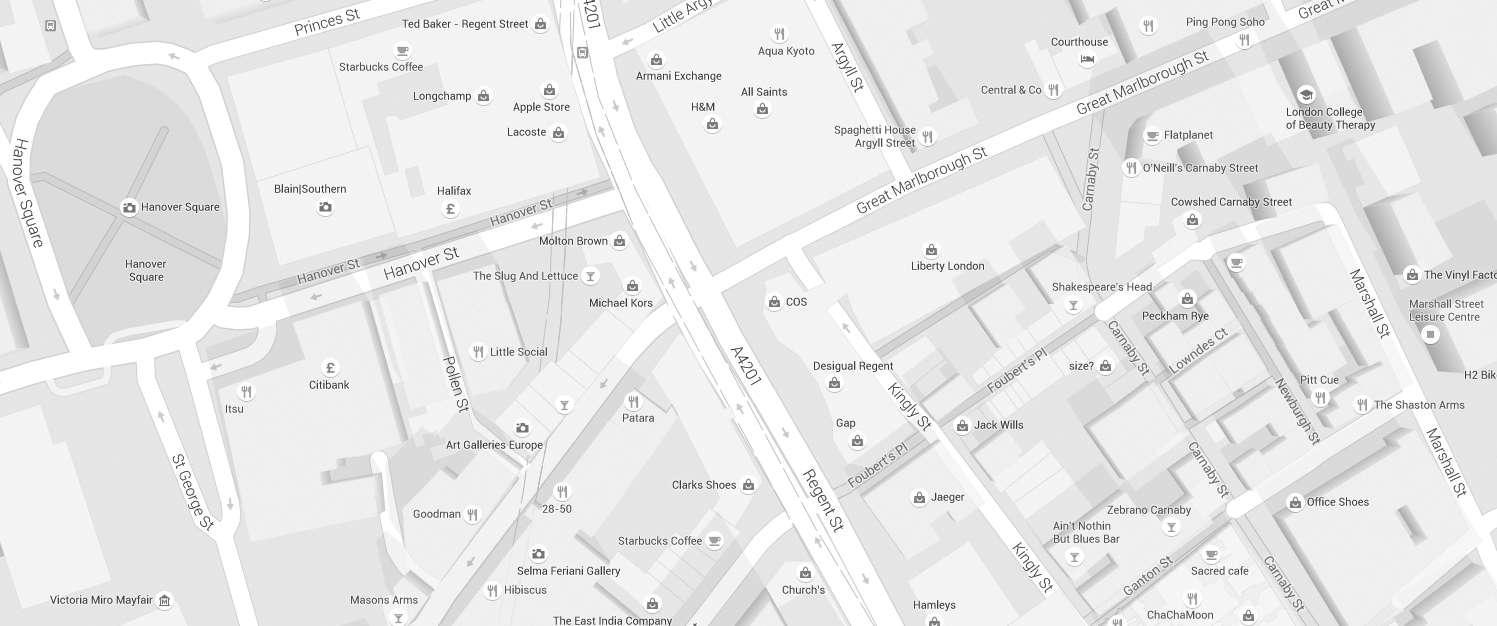 Princes St
Ted Baker - Regent Street
Starbucks Coffee
Longchamp
Apple Store
Lacoste
Armani Exchange
H&M
All Saints
Aqua Kyoto
Argyll St
Spaghetti House
Argyll Street
Courthouse
Central & Co
Ping Pong Soho
Great Marlborough St
Great Marlborough St
London College
of Beauty Therapy
Flatplanet
O'Neill's Carnaby Street
Carnaby St
Cowshed Carnaby Street
Hanover Square
Hanover Square
Hanover
Square
Blain|Southern
Halifax
Hanover St
Hanover St
Hanover St
Molton Brown
The Slug And Lettuce
Michael Kors
Liberty London
COS
Shakespeare's Head
Peckham Rye
Marshall St
Marshall Street
Leisure Centre
Little Social
Citibank
Itsu
Pollen St
A4201
Desigual Regent
Gap
Kingly St
Foubert's Pl
Foubert's Pl
size?
Carnaby St
Lowndes Ct
Newburgh St
Pitt Cue
The Shaston Arms
Patara
Art Galleries Europe
Jack Wills
Marshall St
St George St
Clarks Shoes
Regent St
Jaeger
Carnaby St
Office Shoes
Goodman
28-50
Zebrano Carnaby
Ain't Nothin
But Blues Bar
Starbucks Coffee
Selma Feriani Gallery
Hibiscus
Church's
Kingly St
Ganton St
Sacred cafe
Carnaby St
Victoria Miro Mayfair
Masons Arms
The East India Company
Hamleys
ChaChaMoon